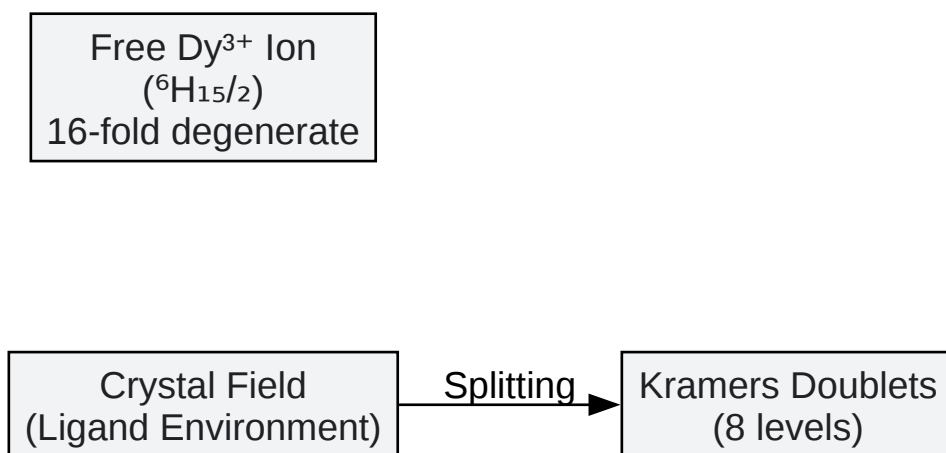 Free Dy³⁺ Ion
(⁶H₁₅/₂)
16-fold degenerate
Crystal Field
(Ligand Environment)
Splitting
Kramers Doublets
(8 levels)